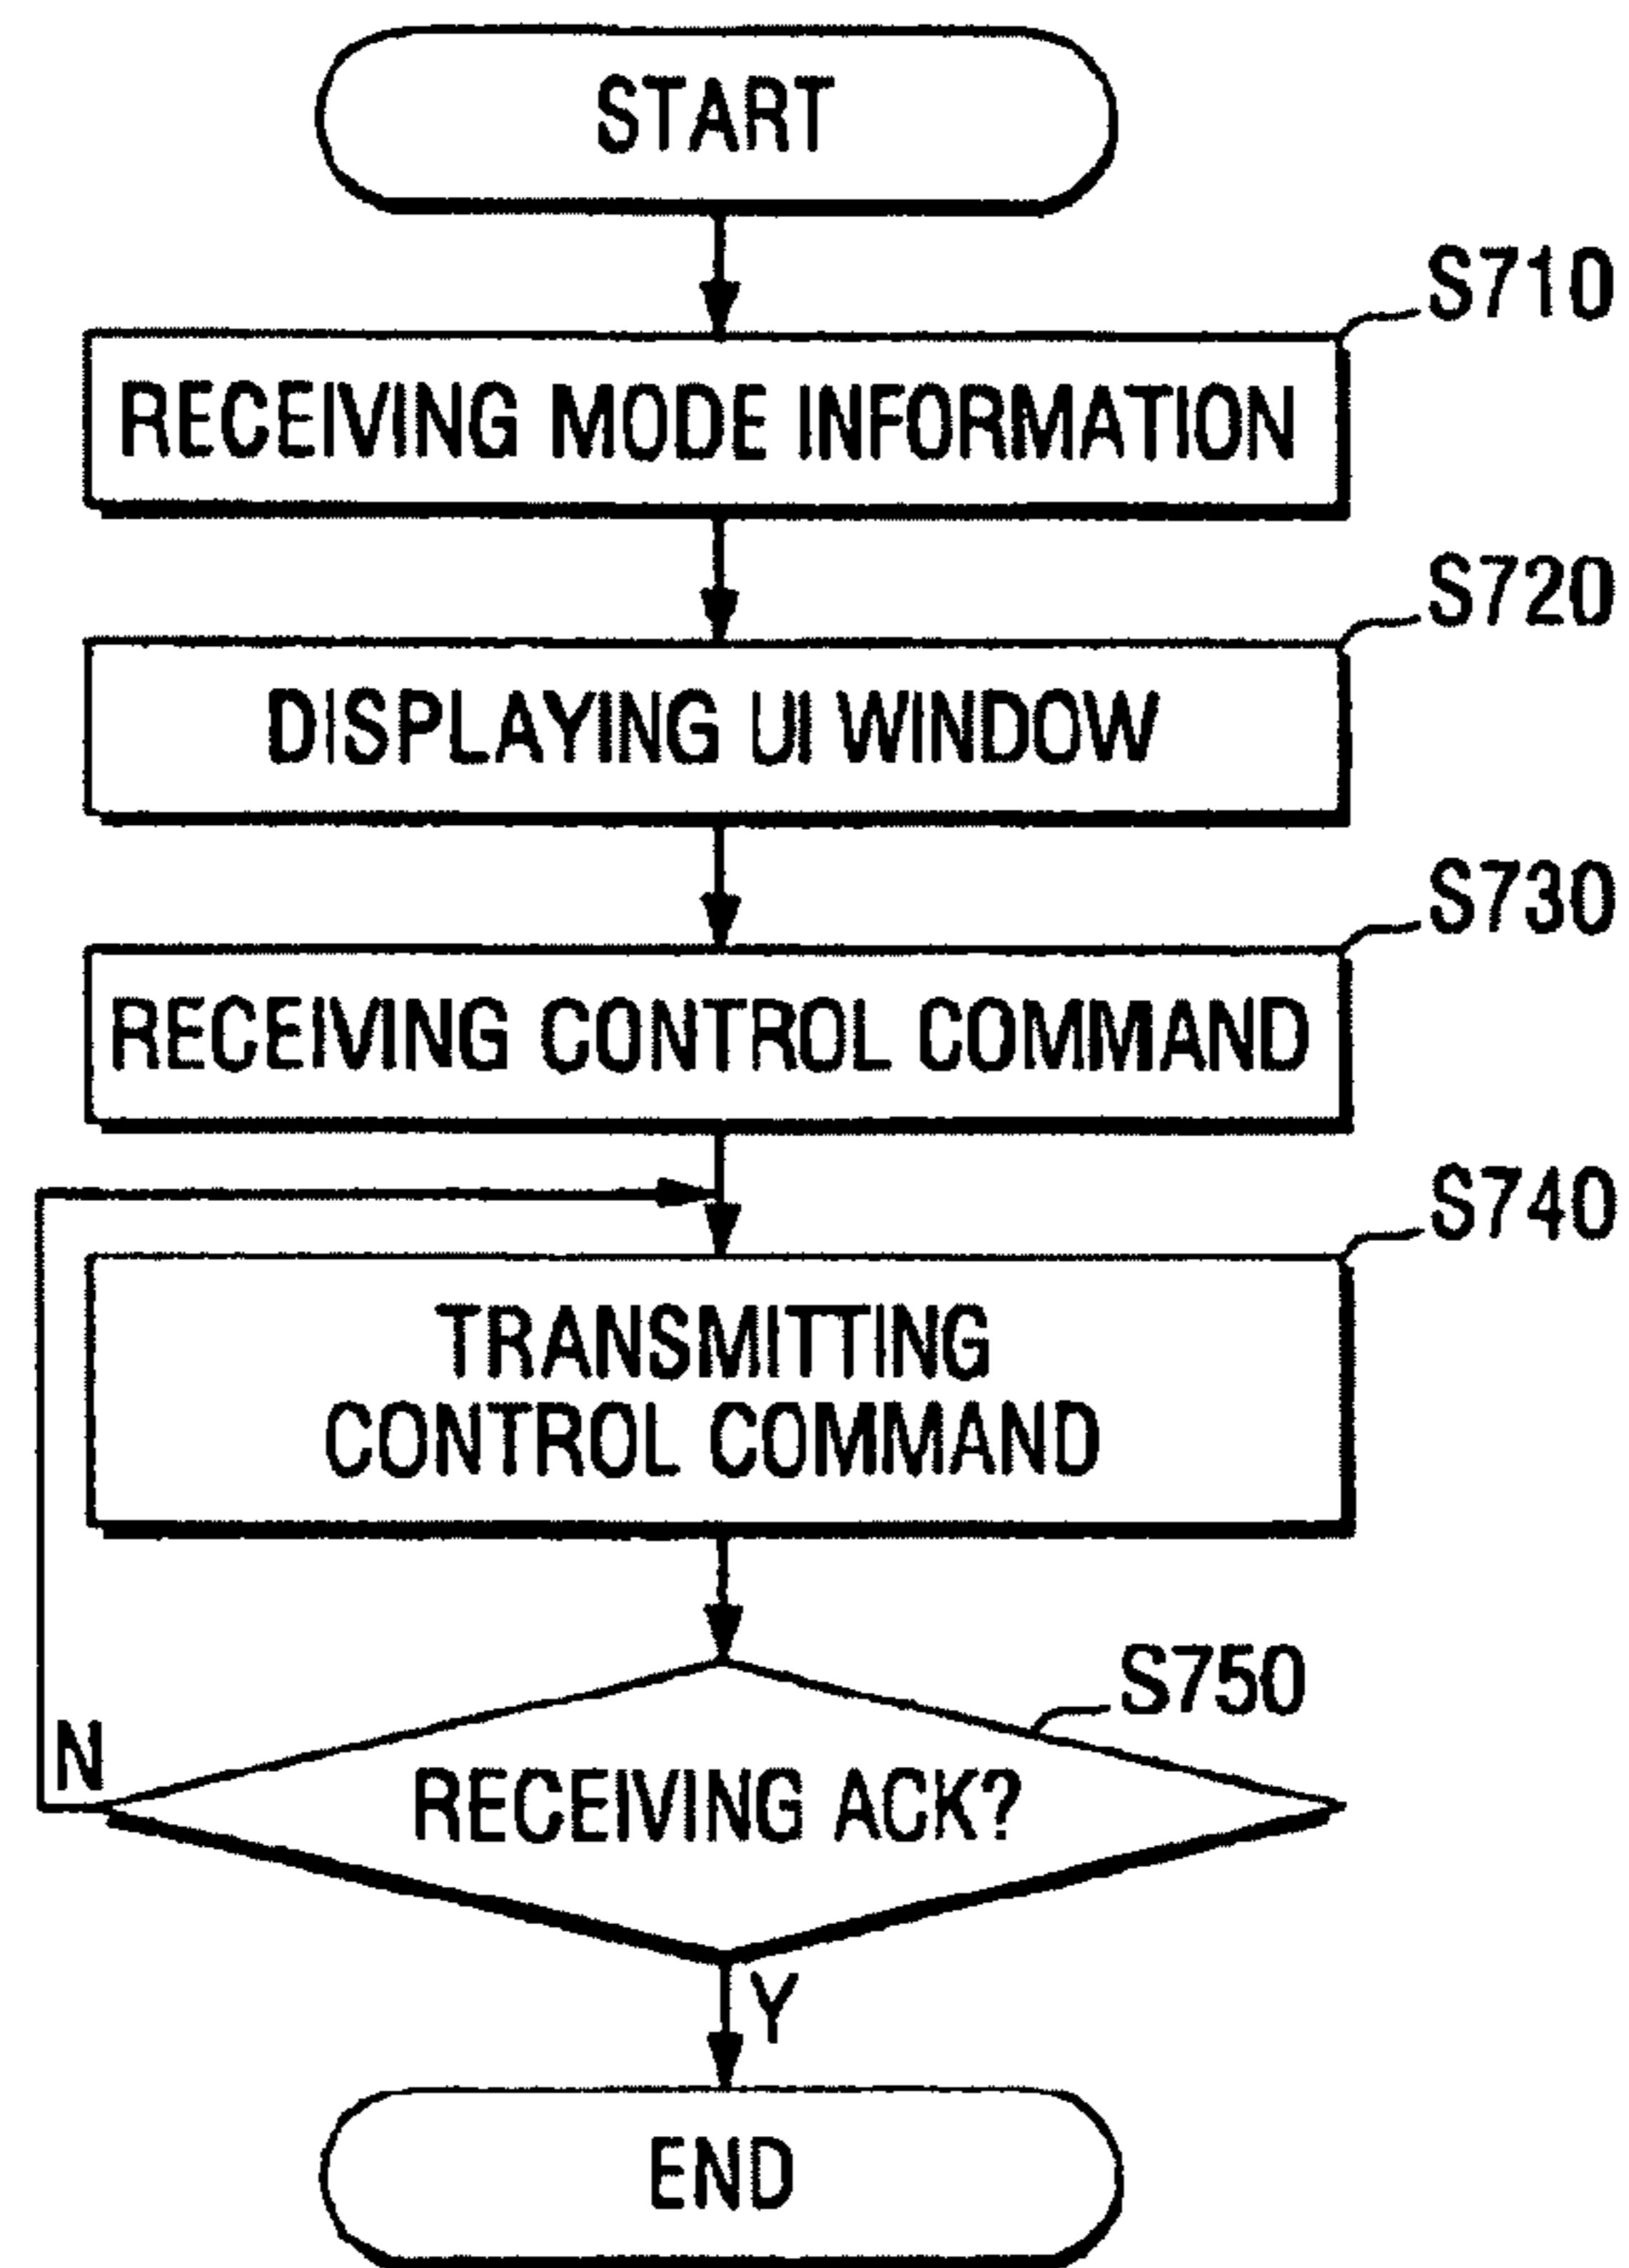 START
S710
RECEIVING MODE INFORMATION
S720
DISPLAYING UI WINDOW
S730
RECEIVING CONTROL COMMAND
S740
TRANSMITTING
CONTROL COMMAND
S750
N
RECEIVING ACK?
Y
END